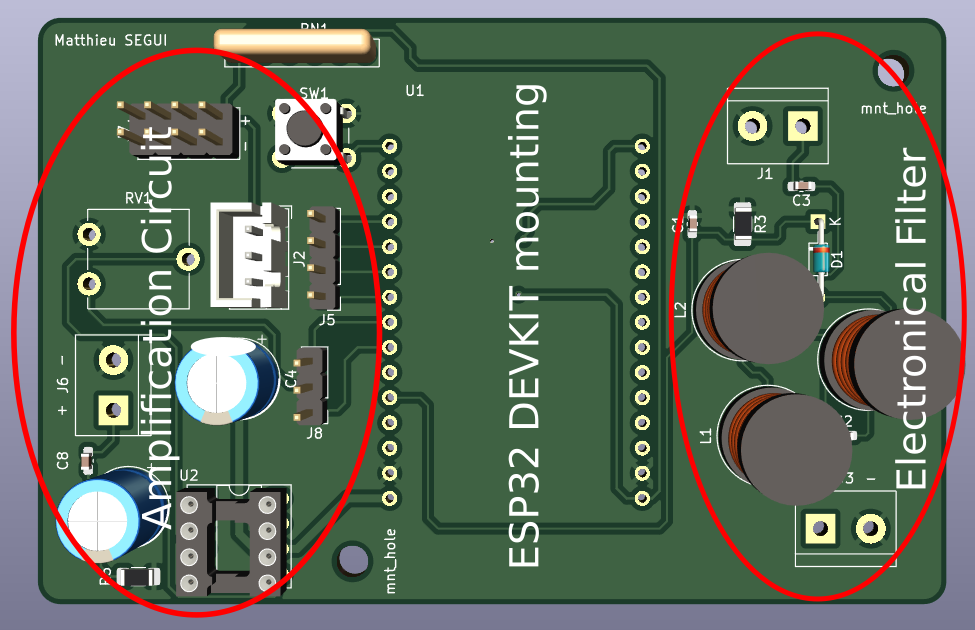 Matthieu SEGUI
RN1
U1
SW1
mnt_hole
+
-
J1
C3
RV1
Amplification Circuit
ESP32 DEVKIT mounting
Electronical Filter
C1
R3
K
D1
J2
J5
L2
J6
-
+
+
C4
J8
L1
C8
U2
3 -
mnt_hole